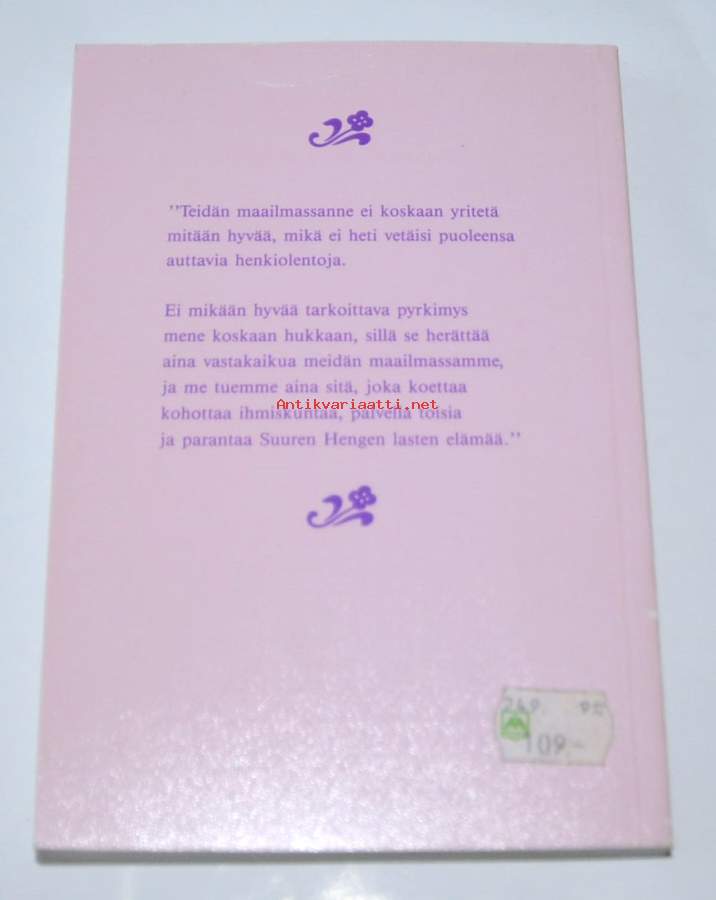 "Teidän maailmassanne ei koskaan yritetä
mitään hyvää, mikä ei heti vetäisi puoleensa
auttavia henkiolentoja.
Ei mikään hyvää tarkoittava pyrkimys
mene koskaan hukkaan, sillä se herättää
aina vastakaikua meidän maailmassamme,
ja me tuemme aina sitä, joka koettaa
Antikvariaatti.net
kohottaa ihmiskuntaa, palvella toisia
ja parantaa Suuren Hengen lasten elämää."
109,-